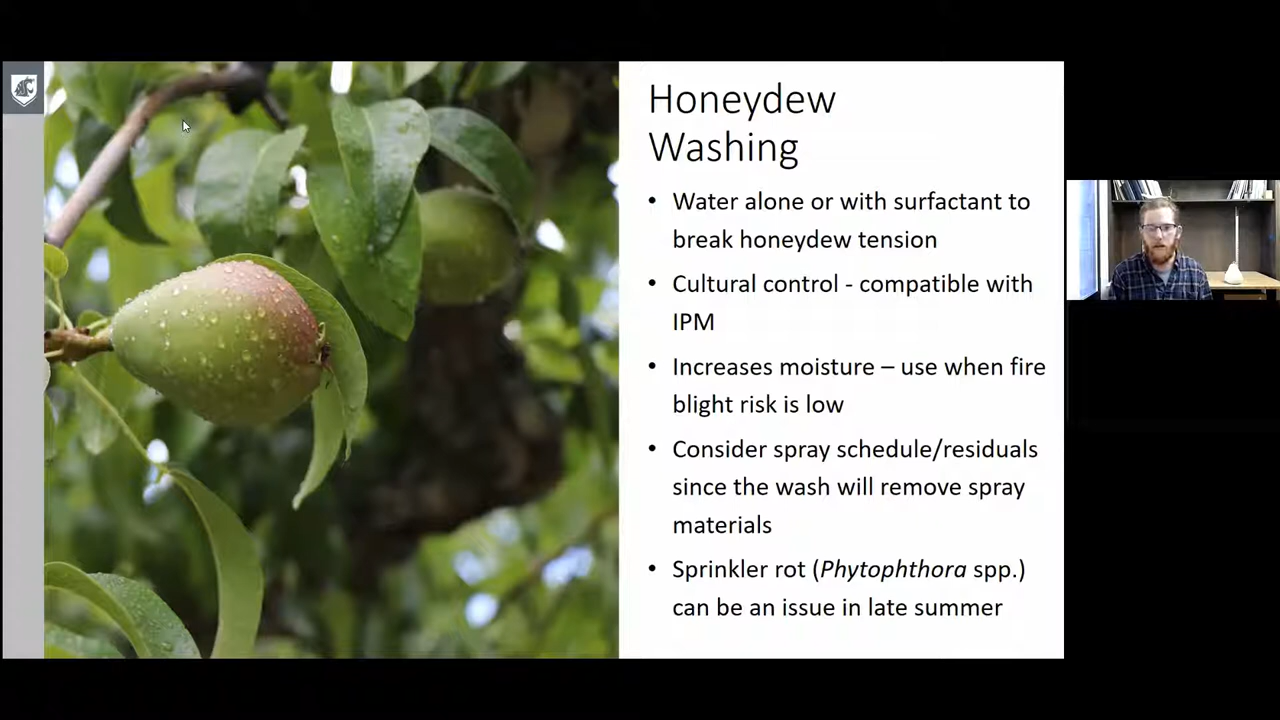 Honeydew
Washing
• Water alone or with surfactant to
break honeydew tension
• Cultural control - compatible with
IPM
• Increases moisture – use when fire
blight risk is low
• Consider spray schedule/residuals
since the wash will remove spray
materials
• Sprinkler rot (Phytophthora spp.)
can be an issue in late summer